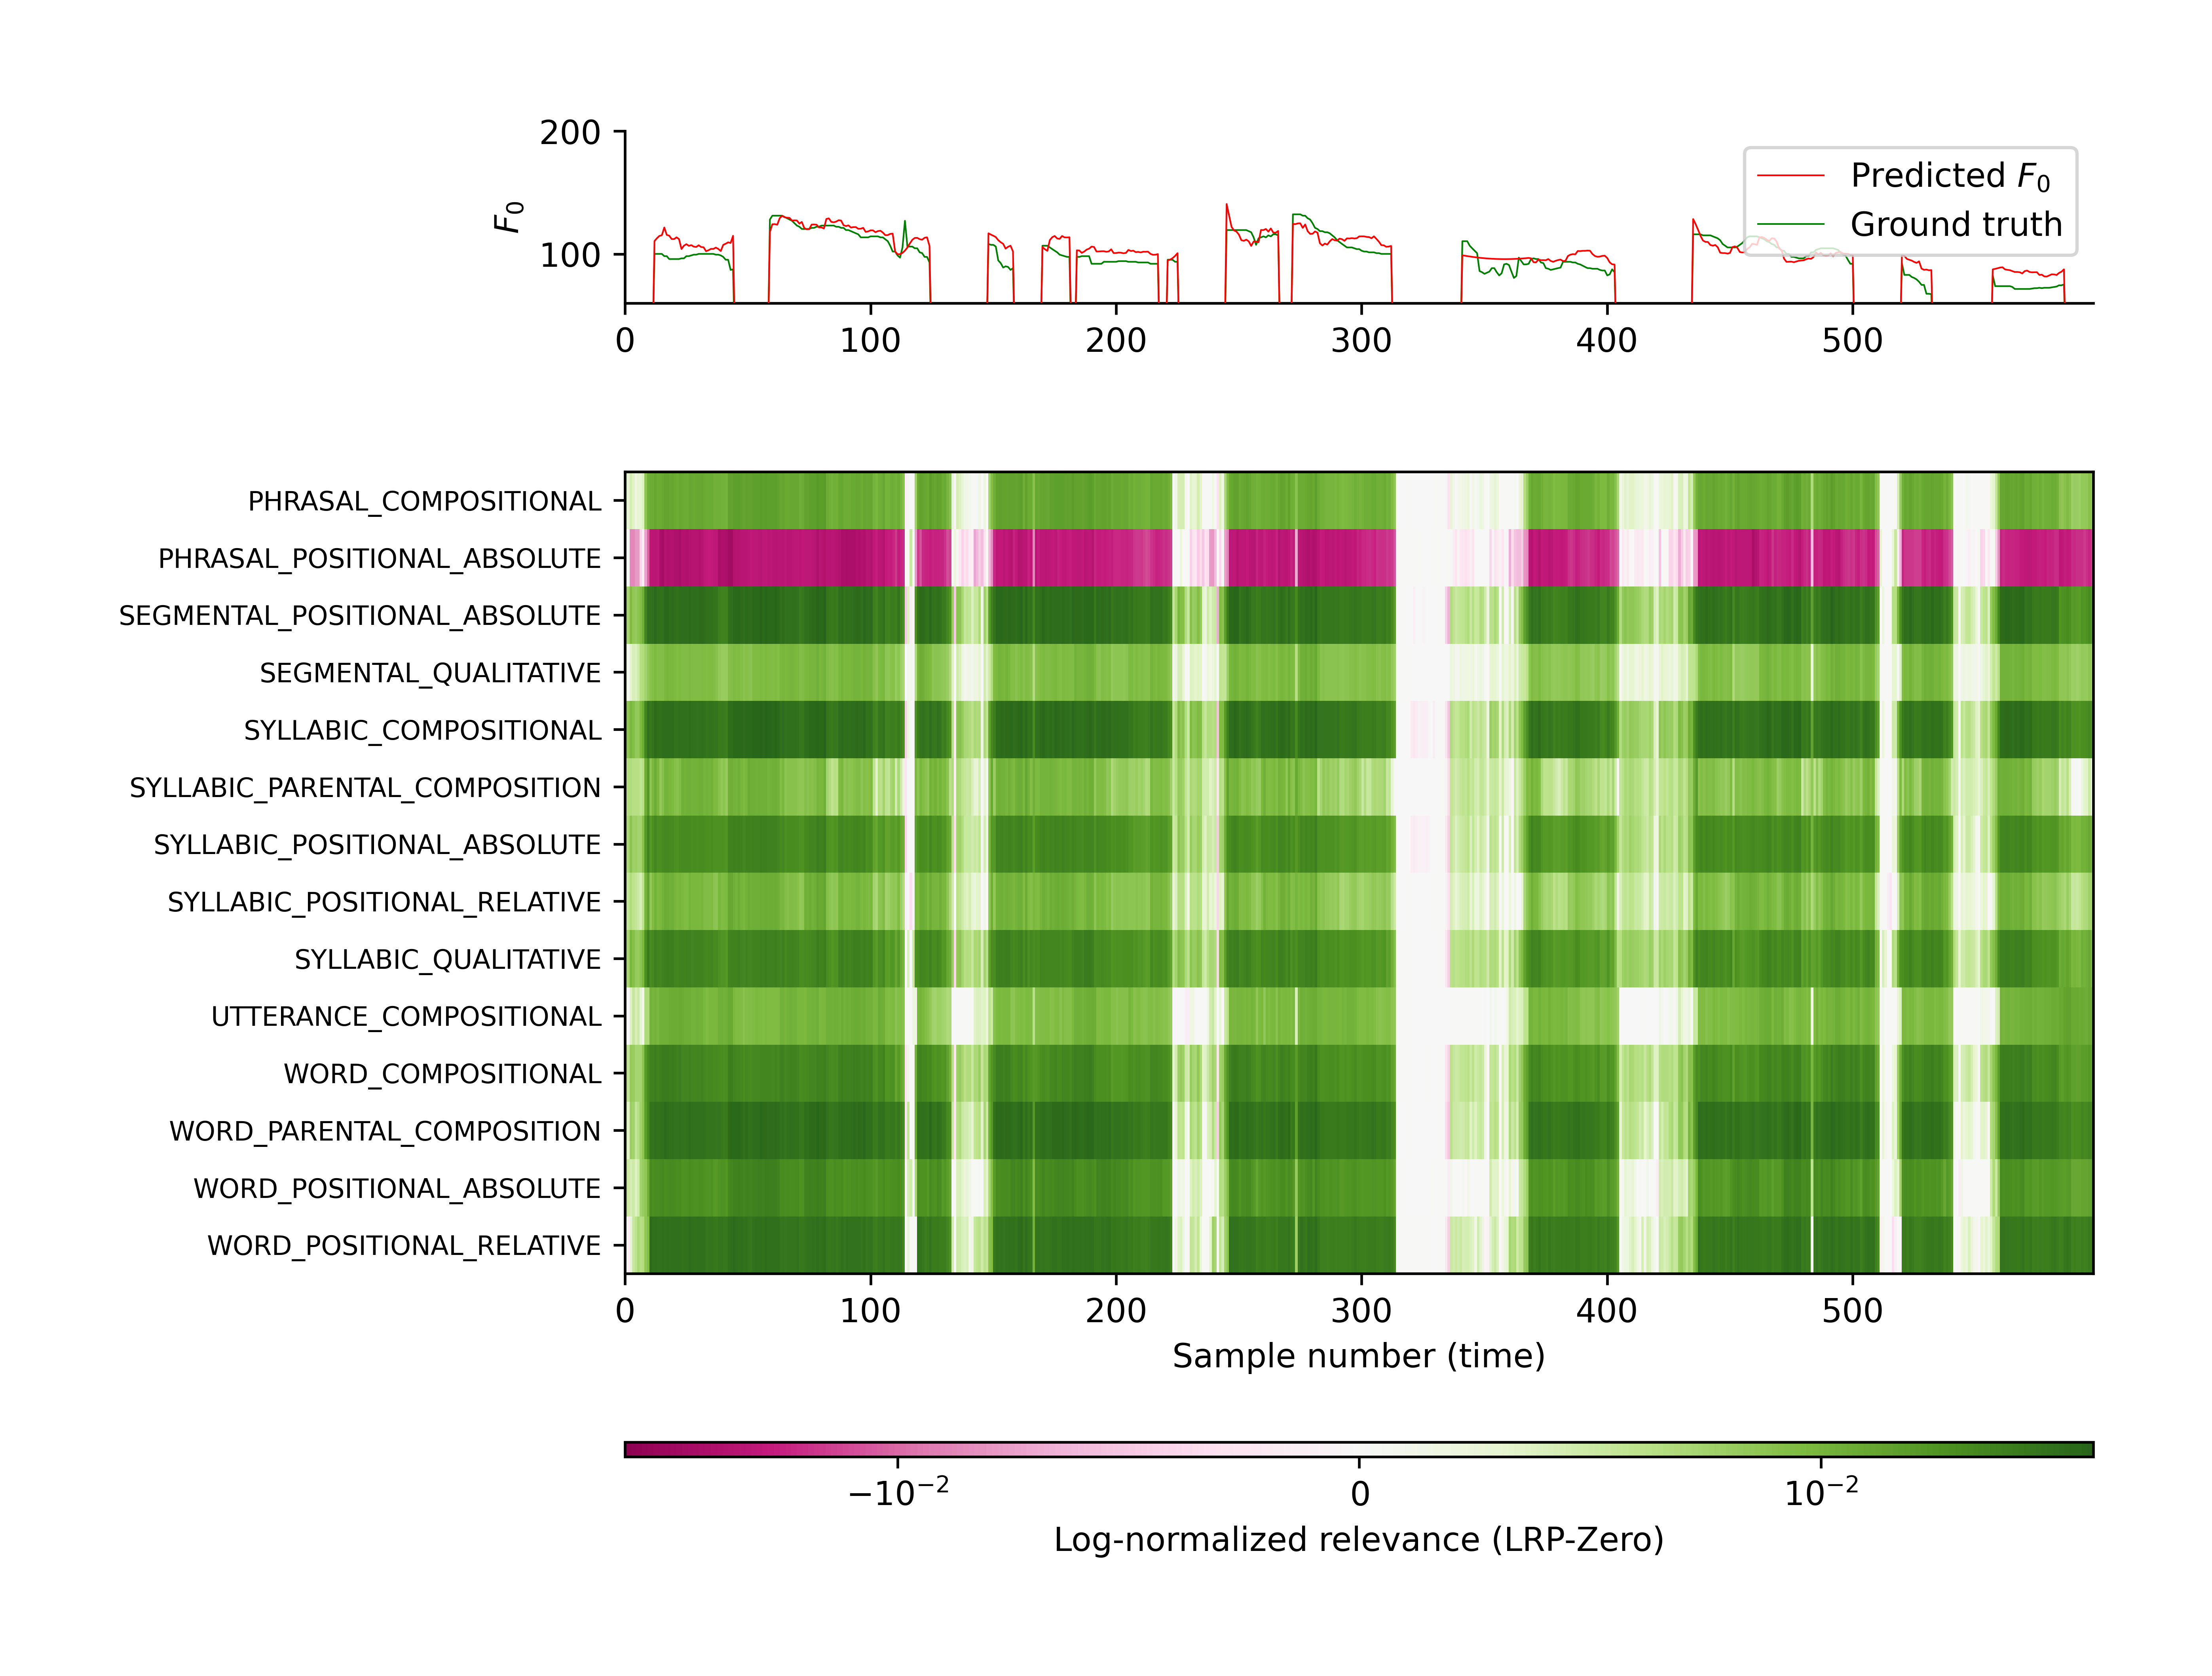 200
100
F₀
Predicted F₀
Ground truth
0 100 200 300 400 500
PHRASAL_COMPOSITIONAL
PHRASAL_POSITIONAL_ABSOLUTE
SEGMENTAL_POSITIONAL_ABSOLUTE
SEGMENTAL_QUALITATIVE
SYLLABIC_COMPOSITIONAL
SYLLABIC_PARENTAL_COMPOSITION
SYLLABIC_POSITIONAL_ABSOLUTE
SYLLABIC_POSITIONAL_RELATIVE
SYLLABIC_QUALITATIVE
UTTERANCE_COMPOSITIONAL
WORD_COMPOSITIONAL
WORD_PARENTAL_COMPOSITION
WORD_POSITIONAL_ABSOLUTE
WORD_POSITIONAL_RELATIVE
0 100 200 300 400 500
Sample number (time)
−10⁻² 0 10⁻²
Log-normalized relevance (LRP-Zero)